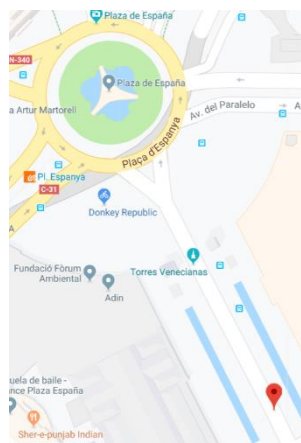 Plaza de España
N-340
Plaza de España
a Artur Martorell
Av. del Paralelo
A
Plaça d'Espanya
Pl. Espanya
C-31
A
Donkey Republic
Torres Venecianas
Fundació Fòrum
Ambiental
Adin
uela de baile -
nce Plaza España
Sher-e-punjab Indian